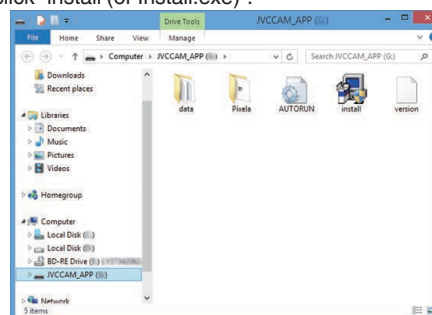 click "install (or install.exe)".
Drive Tools JVCCAM_APP
File Home Share View Manage
Computer JVCCAM_APP Search JVCCAM_APP (G:)
Downloads
Recent places
Libraries
Documents
Music
Pictures
Videos
Homegroup
Computer
Local Disk
Local Disk
BD-RE Drive
JVCCAM_APP
Network
data Pixela AUTORUN install version
5 items